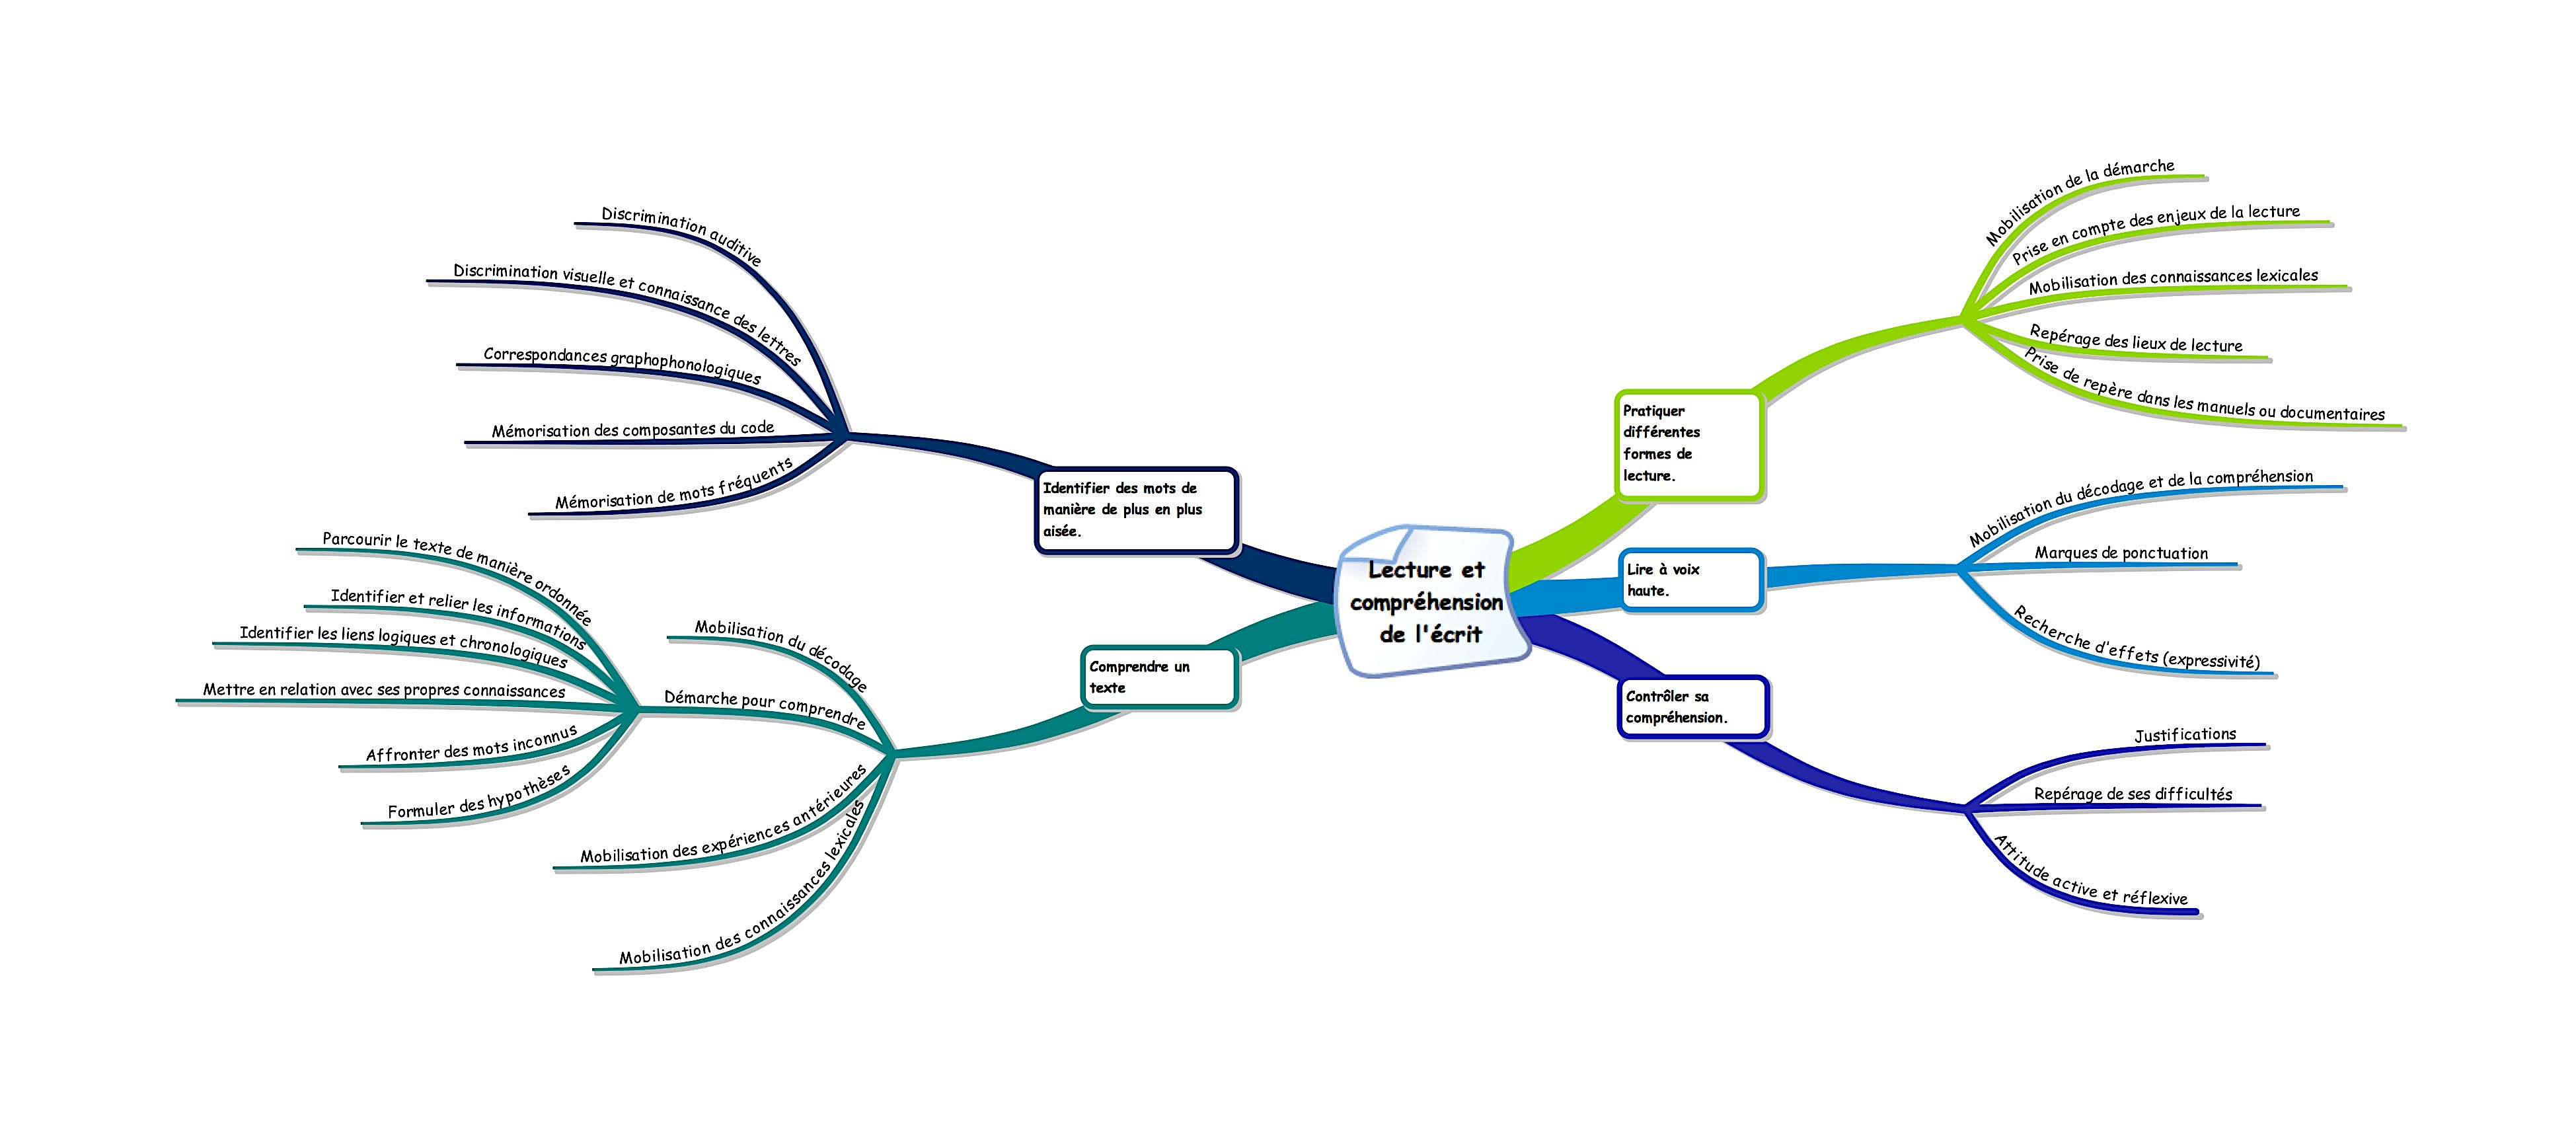 Lecture et
compréhension
de l'écrit
Pratiquer
différentes
formes de
lecture.
Mobilisation de la démarche
Prise en compte des enjeux de la lecture
Mobilisation des connaissances lexicales
Repérage des lieux de lecture
Prise de repère dans les manuels ou documentaires
Lire à voix
haute.
Mobilisation du décodage et de la compréhension
Marques de ponctuation
Recherche d'effets (expressivité)
Contrôler sa
compréhension.
Justifications
Repérage de ses difficultés
Attitude active et réflexive
Identifier des mots de
manière de plus en plus
aisée.
Discrimination auditive
Discrimination visuelle et connaissance des lettres
Correspondances graphophonologiques
Mémorisation des composantes du code
Mémorisation de mots fréquents
Comprendre un
texte
Mobilisation du décodage
Démarche pour comprendre
Parcourir le texte de manière ordonnée
Identifier et relier les informations
Identifier les liens logiques et chronologiques
Mettre en relation avec ses propres connaissances
Affronter des mots inconnus
Formuler des hypothèses
Mobilisation des expériences antérieures
Mobilisation des connaissances lexicales